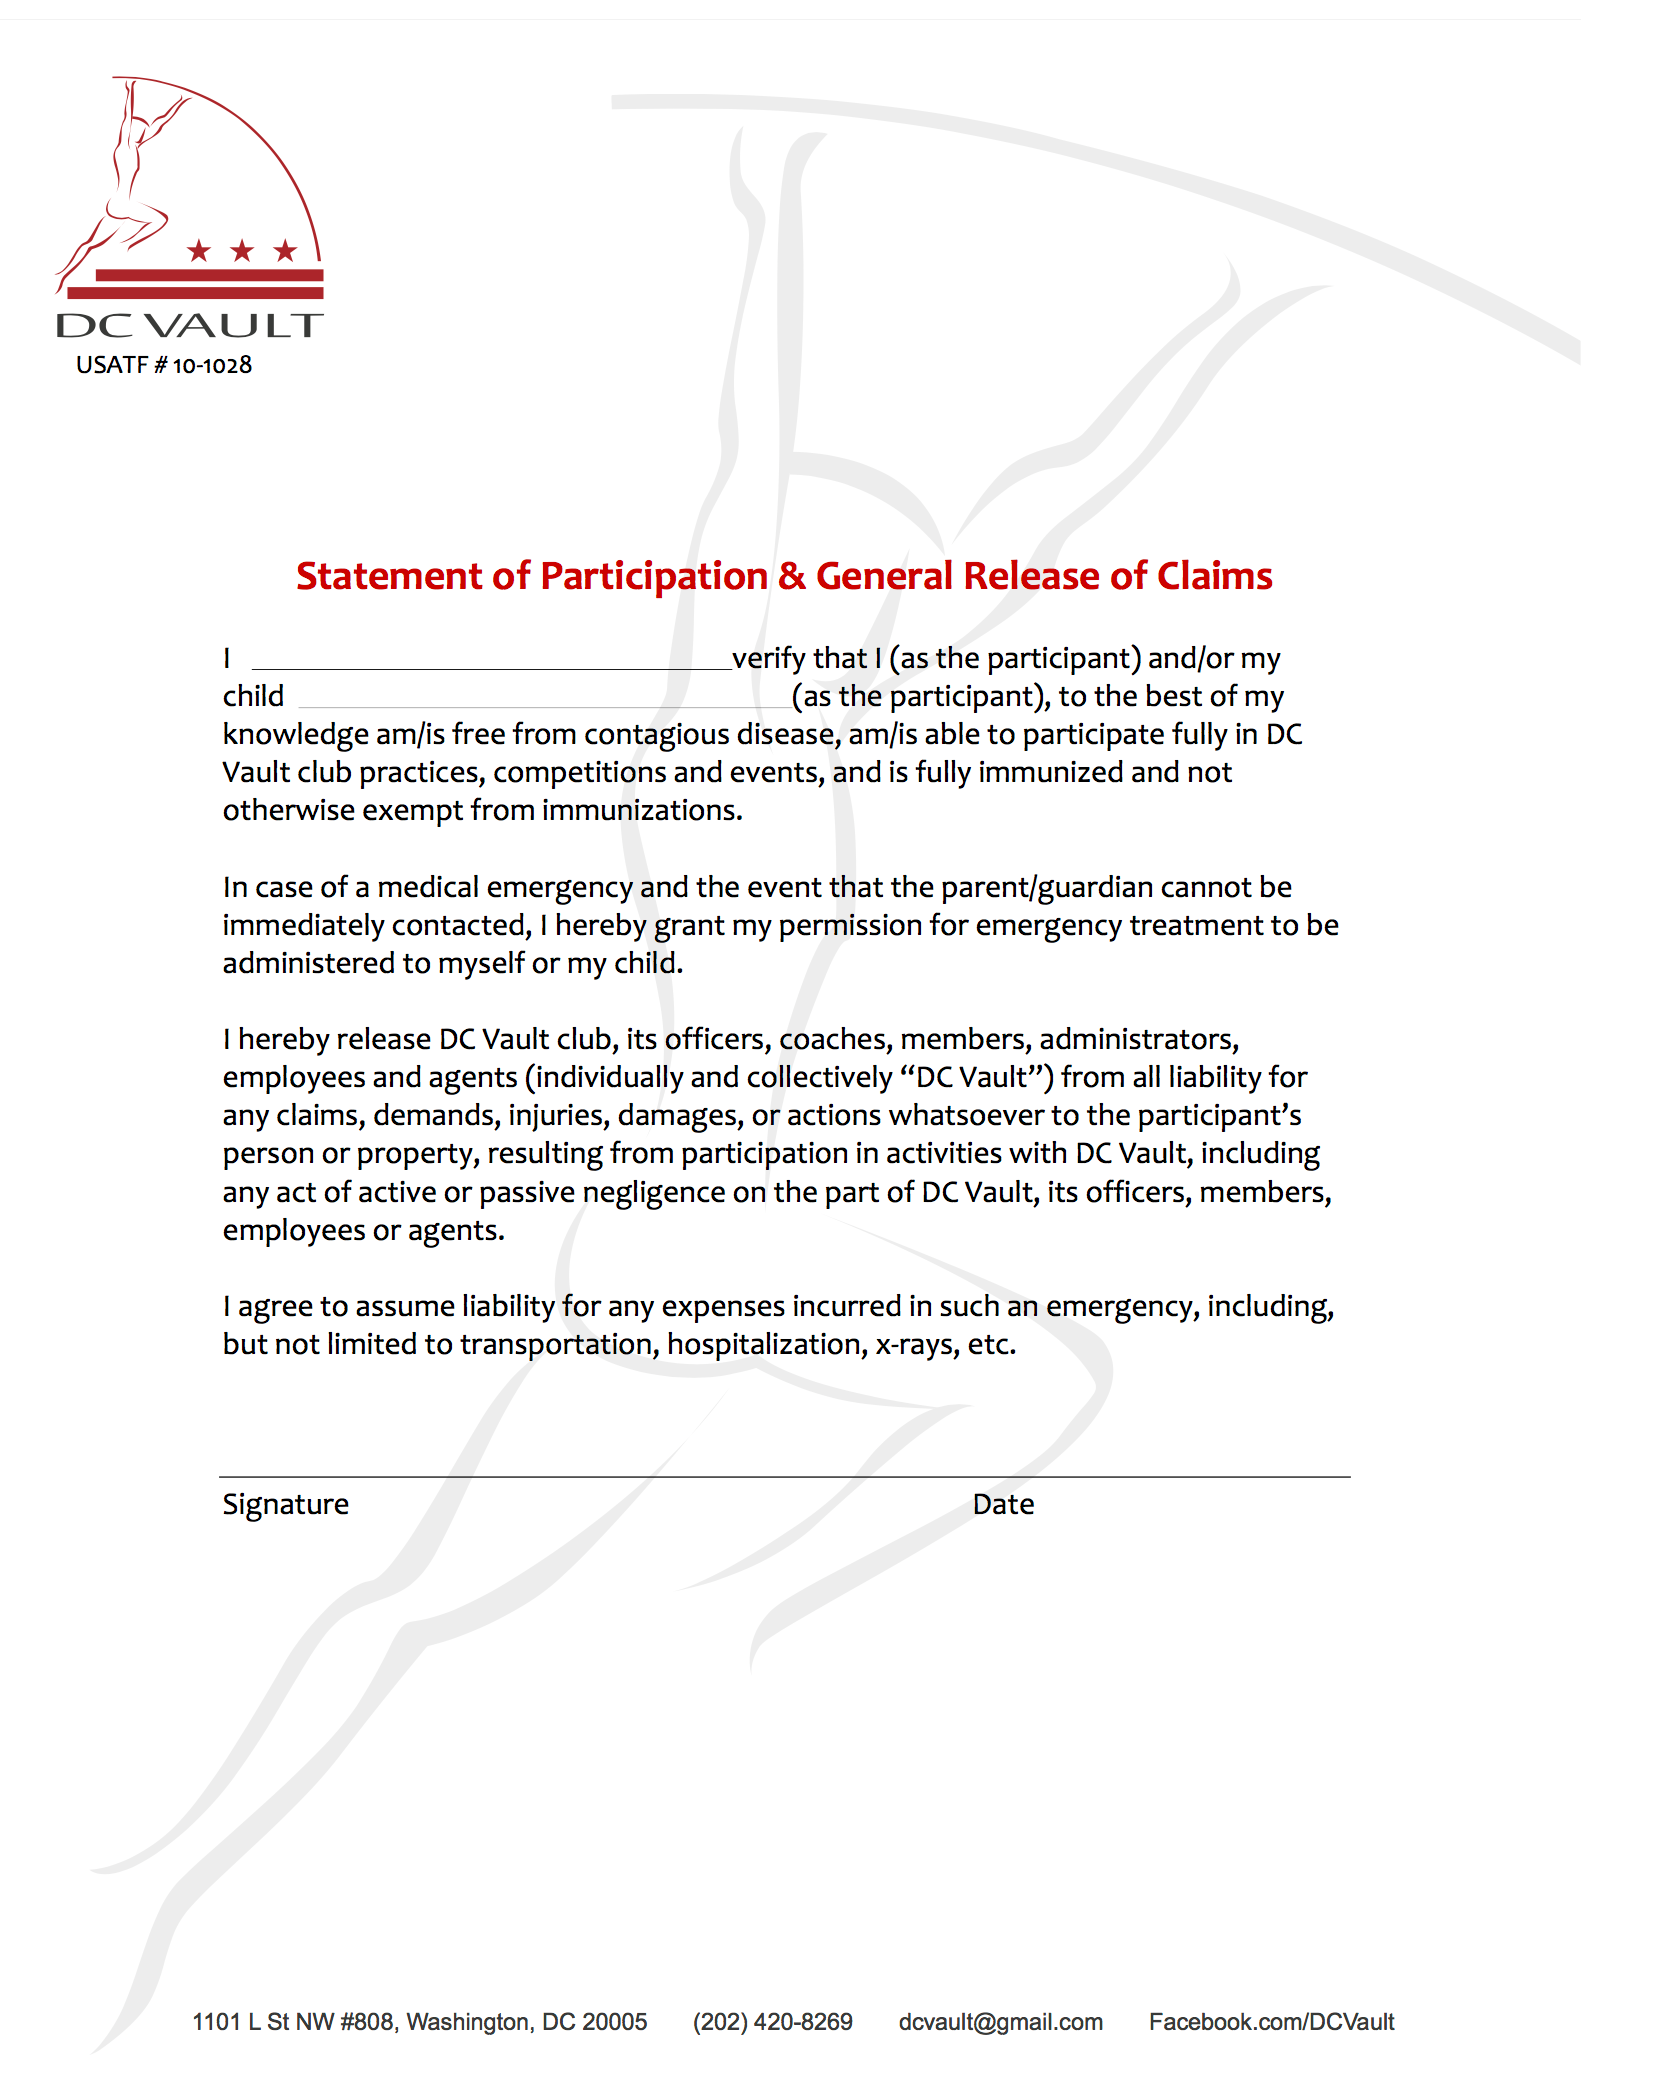 DC VAULT
USATF # 10-1028
Statement of Participation & General Release of Claims
I ________________________________verify that I (as the participant) and/or my
child _________________________________(as the participant), to the best of my
knowledge am/is free from contagious disease, am/is able to participate fully in DC
Vault club practices, competitions and events, and is fully immunized and not
otherwise exempt from immunizations.
In case of a medical emergency and the event that the parent/guardian cannot be
immediately contacted, I hereby grant my permission for emergency treatment to be
administered to myself or my child.
I hereby release DC Vault club, its officers, coaches, members, administrators,
employees and agents (individually and collectively “DC Vault”) from all liability for
any claims, demands, injuries, damages, or actions whatsoever to the participant’s
person or property, resulting from participation in activities with DC Vault, including
any act of active or passive negligence on the part of DC Vault, its officers, members,
employees or agents.
I agree to assume liability for any expenses incurred in such an emergency, including,
but not limited to transportation, hospitalization, x-rays, etc.
Signature Date
1101 L St NW #808, Washington, DC 20005 (202) 420-8269 dcvault@gmail.com Facebook.com/DCVault